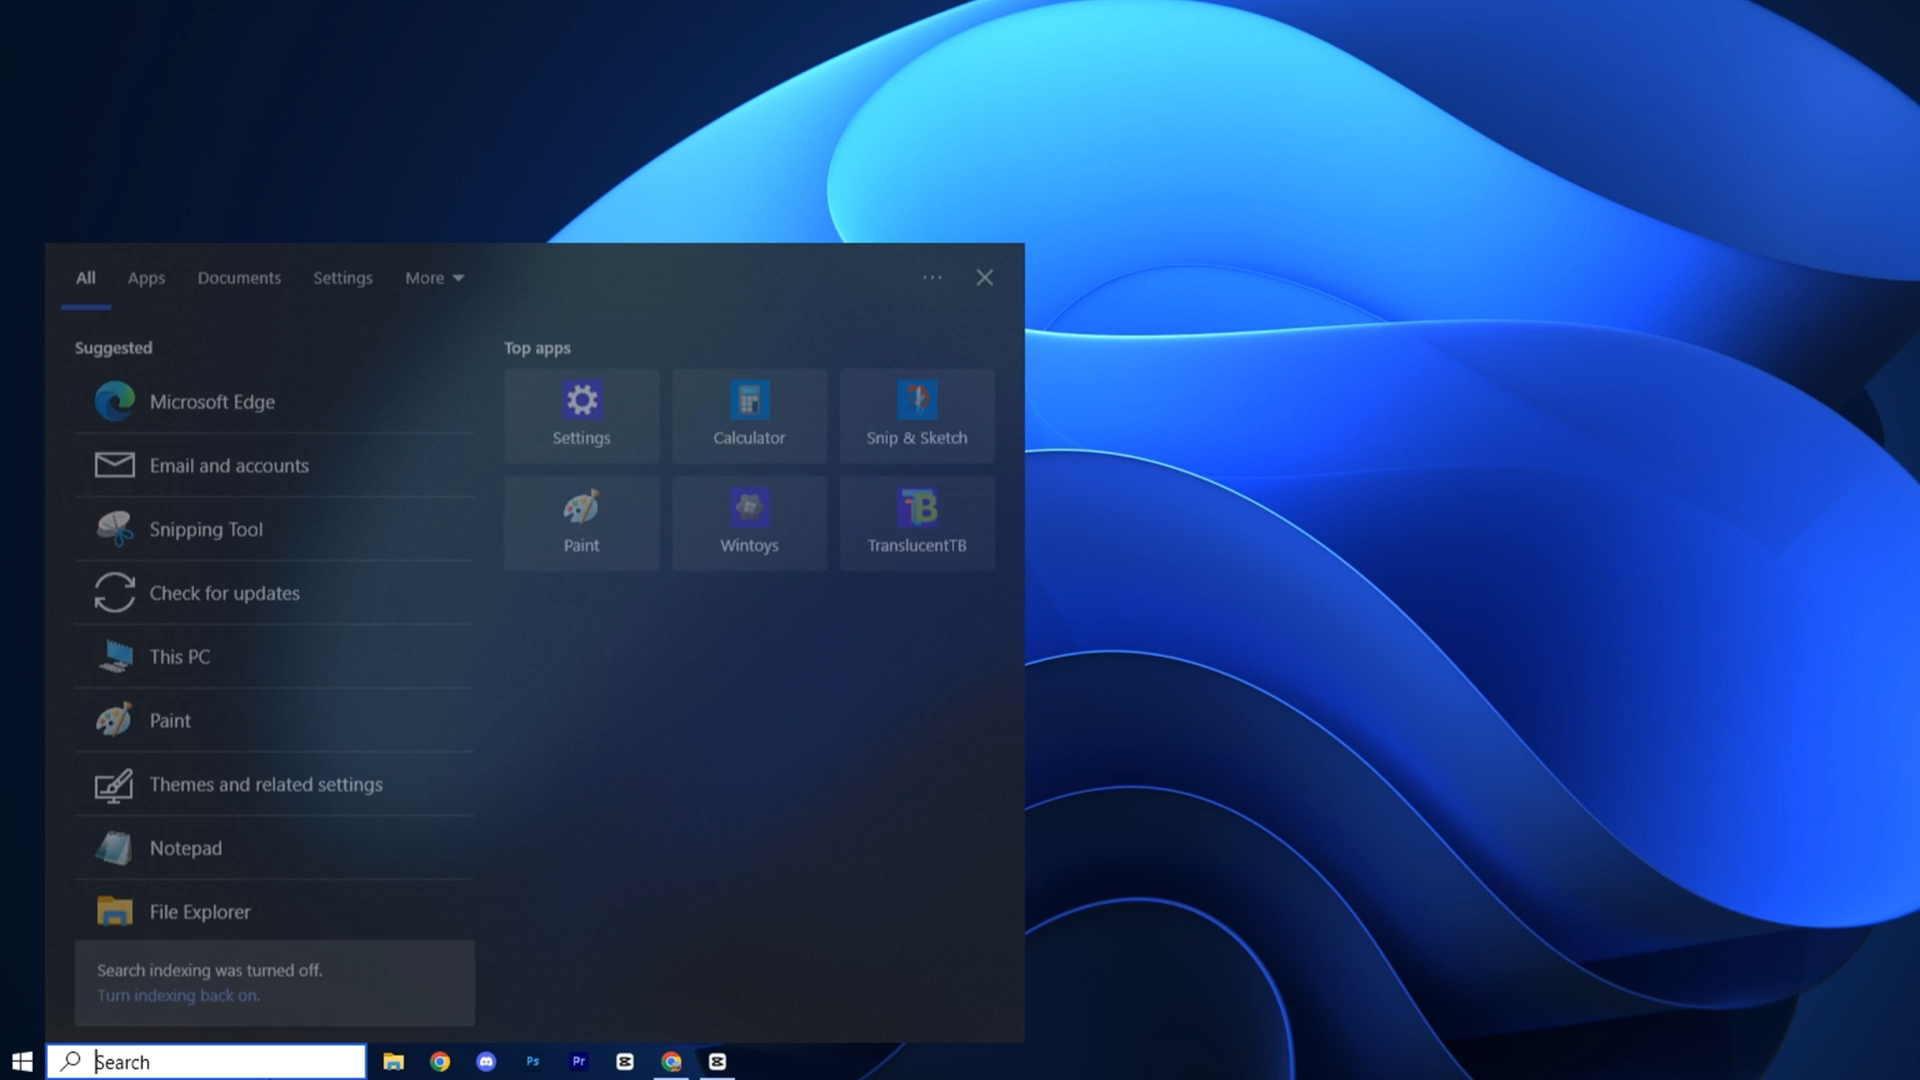 All Apps Documents Settings More
Suggested
Microsoft Edge
Email and accounts
Snipping Tool
Check for updates
This PC
Paint
Themes and related settings
Notepad
File Explorer
Search indexing was turned off.
Turn indexing back on.
Top apps
Settings Calculator Snip & Sketch
Paint Wintoys TranslucentTB
TB
Search
Ps
Pr